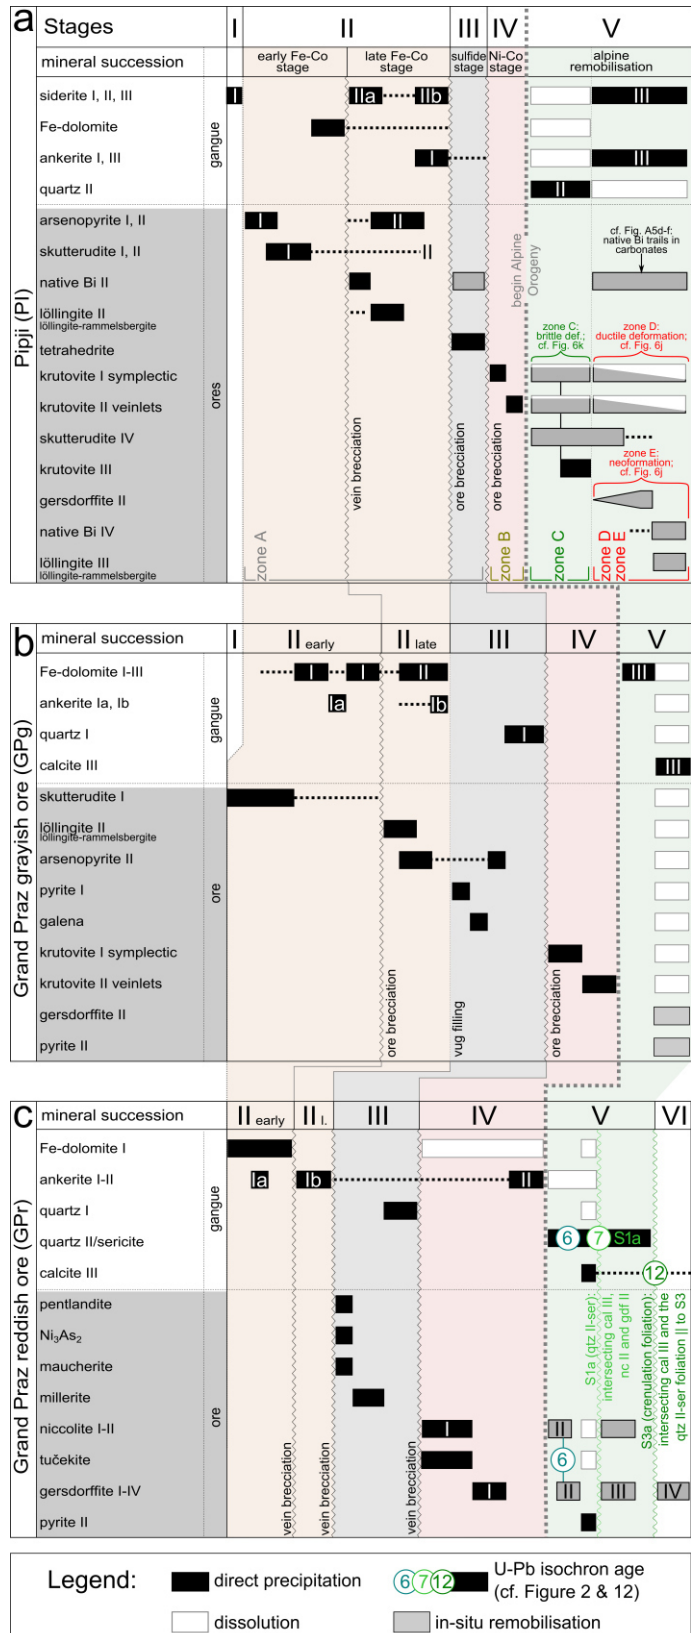 a Stages I II III IV V
mineral succession early Fe-Co stage late Fe-Co stage sulfide stage Ni-Co stage alpine remobilisation
Pipji (PI)
gangue
siderite I, II, III I IIa IIb III
Fe-dolomite
ankerite I, III I III
quartz II II
ores
arsenopyrite I, II I II
skutterudite I, II I II
native Bi II
löllingite II
löllingite-rammelsbergite
tetrahedrite
krutovite I symplectic
krutovite II veinlets
skutterudite IV
krutovite III
gersdorffite II
native Bi IV
löllingite III
löllingite-rammelsbergite
cf. Fig. A5d-f:
native Bi trails in
carbonates
begin Alpine
Orogeny
zone C:
brittle def.;
cf. Fig. 6k
zone D:
ductile deformation;
cf. Fig. 6j
zone E:
neoformation;
cf. Fig. 6j
vein brecciation
ore brecciation
ore brecciation
zone A
zone B
zone C
zone D
zone E
b mineral succession I II early II late III IV V
Grand Praz grayish ore (GPg)
gangue
Fe-dolomite I-III I I II III
ankerite Ia, Ib Ia Ib
quartz I I
calcite III III
ore
skutterudite I
löllingite II
löllingite-rammelsbergite
arsenopyrite II
pyrite I
galena
krutovite I symplectic
krutovite II veinlets
gersdorffite II
pyrite II
ore brecciation
vug filling
ore brecciation
c mineral succession II early II l. III IV V VI
Grand Praz reddish ore (GPr)
gangue
Fe-dolomite I
ankerite I-II Ia Ib II
quartz I
quartz II/sericite 6 7 S1a
calcite III 12
ore
pentlandite
Ni3As2
maucherite
millerite
niccolite I-II I II
tučekite 6
gersdorffite I-IV I II III IV
pyrite II
vein brecciation
vein brecciation
vein brecciation
S1a (qtz II-ser):
intersecting cal III,
nc II and gdf II
S3a (crenulation foliation):
intersecting cal III and the
qtz II-ser foliation || to S3
Legend:
direct precipitation
6 7 12 U-Pb isochron age
(cf. Figure 2 & 12)
dissolution
in-situ remobilisation